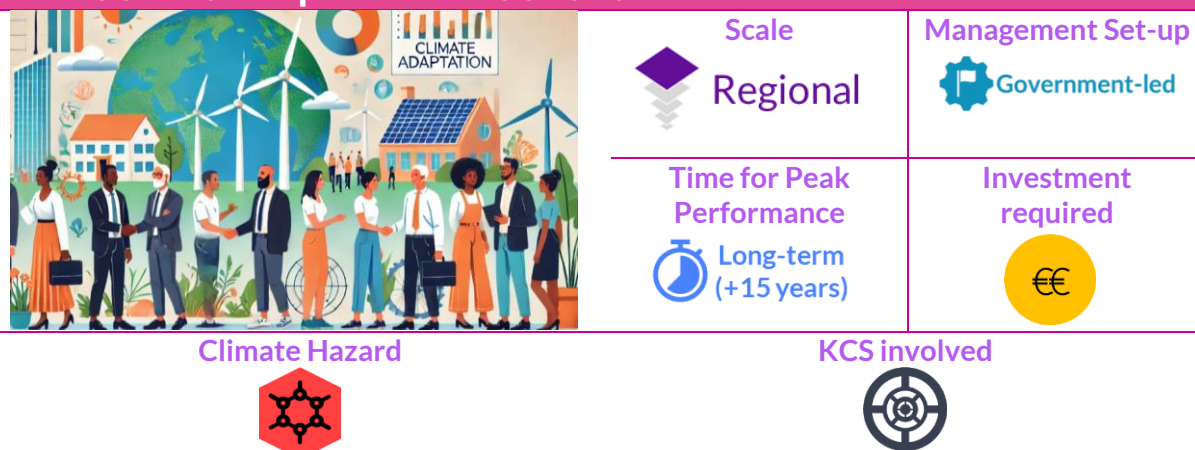 CLIMATE
ADAPTATION
Scale
Management Set-up
Regional
Government-led
Time for Peak
Performance
Investment
required
Long-term
(+15 years)
€€
Climate Hazard
KCS involved